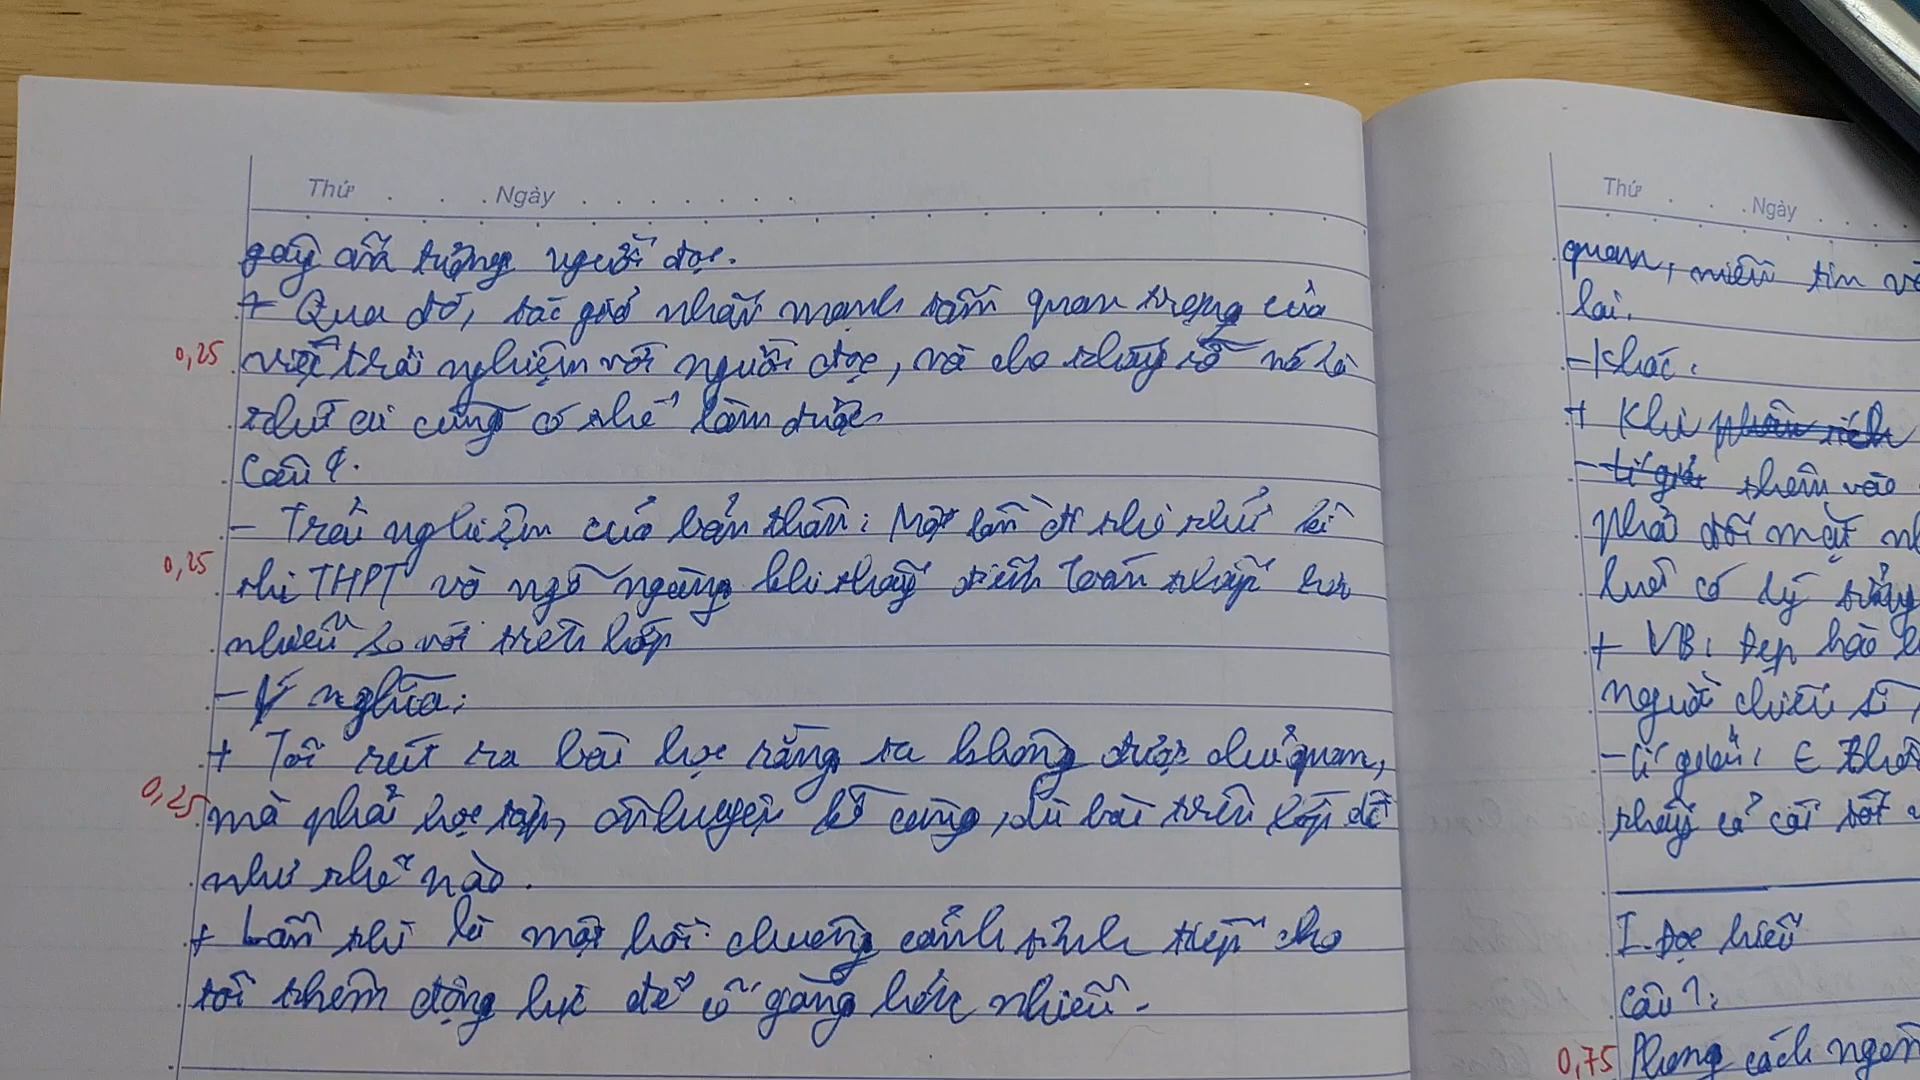 Thứ . . . Ngày . . . . . . .
gây ấn tượng người đọc.
+ Qua đó, tác giả nhấn mạnh tầm quan trọng của
0,25 việc trải nghiệm với người đọc, và cho thấy rõ nó là
thứ ai cũng có thể làm được
Câu 4.
- Trải nghiệm của bản thân: Một lần đi thi thử kì
0,25 thi THPT và ngỡ ngàng khi thấy điểm Toán thấp hơn
nhiều so với trên lớp
- Ý nghĩa:
+ Tôi rút ra bài học rằng ta không được chủ quan,
0,25 mà phải học tập, ôn luyện kĩ càng, dù bài trên lớp dễ
như thế nào.
+ Lần thi là một hồi chuông cảnh tỉnh tiếp cho
tôi thêm động lực để cố gắng hơn nhiều.
Thứ . . . Ngày . .
quan, niềm tin về
lai.
- Khác:
+ Khi
- thêm vào
phải đối mặt
luôn có lý tưởng
+ VB: Đẹp hào
người chiến sĩ
- Lí giải:
thấy cả cái tốt
I. Đọc hiểu
Câu 1:
0,75 Phong cách ngôn